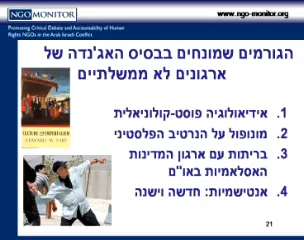 NGO MONITOR
www.ngo-monitor.org
Promoting Critical Debate and Accountability of Human
Rights NGOs in the Arab Israeli Conflict
הגורמים שמונחים בבסיס האג'נדה של
ארגונים לא ממשלתיים
1. אידיאולוגיה פוסט-קולוניאלית
2. מונופול על הנרטיב הפלסטיני
3. בריתות עם ארגון המדינות
האסלאמיות באו"ם
4. אנטישמיות: חדשה וישנה
CULTURE AND IMPERIALISM
EDWARD W. SAID
21